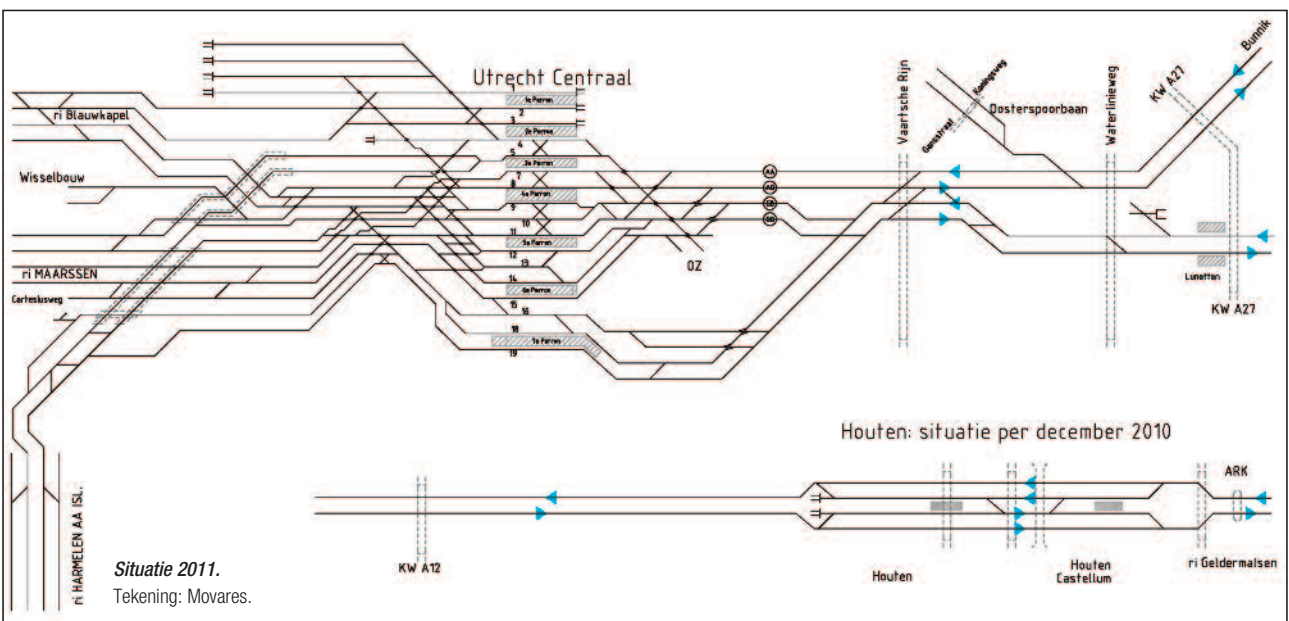 Utrecht Centraal
1
1e Perron
2
3
2e Perron
4
5
3e Perron
7
8
4e Perron
9
10
11
5e Perron
12
13
14
6e Perron
15
16
18
7e Perron
19
ri Blauwkapel
Wisselbouw
ri MAARSSEN
Cartesiusweg
ri HARMELEN AA ISL.
OZ
AA
AD
Vaartsche Rijn
Gansstraat
Koningsweg
Oosterspoorbaan
Waterlinieweg
KW A27
Bunnik
Lunetten
KW A27
Houten: situatie per december 2010
ARK
KW A12
Houten
Houten
Castellum
ri Geldermalsen
Situatie 2011.
Tekening: Movares.